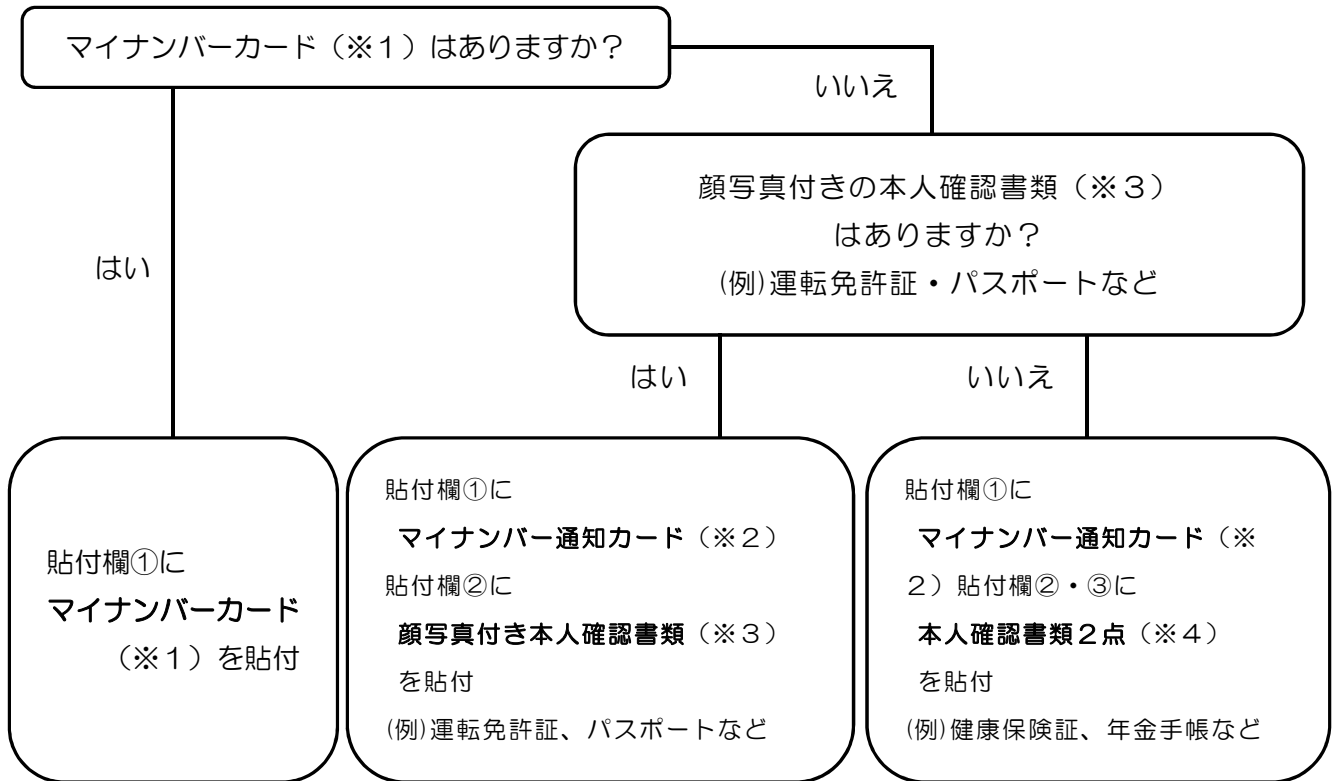 マイナンバーカード（※１）はありますか？
いいえ
顔写真付きの本人確認書類（※３）
はありますか？
(例)運転免許証・パスポートなど
はい
はい
いいえ
貼付欄①に
マイナンバーカード
（※１）を貼付
貼付欄①に
マイナンバー通知カード（※２）
貼付欄②に
顔写真付き本人確認書類（※３）
を貼付
(例)運転免許証、パスポートなど
貼付欄①に
マイナンバー通知カード（※
２）貼付欄②・③に
本人確認書類２点（※４）
を貼付
(例)健康保険証、年金手帳など